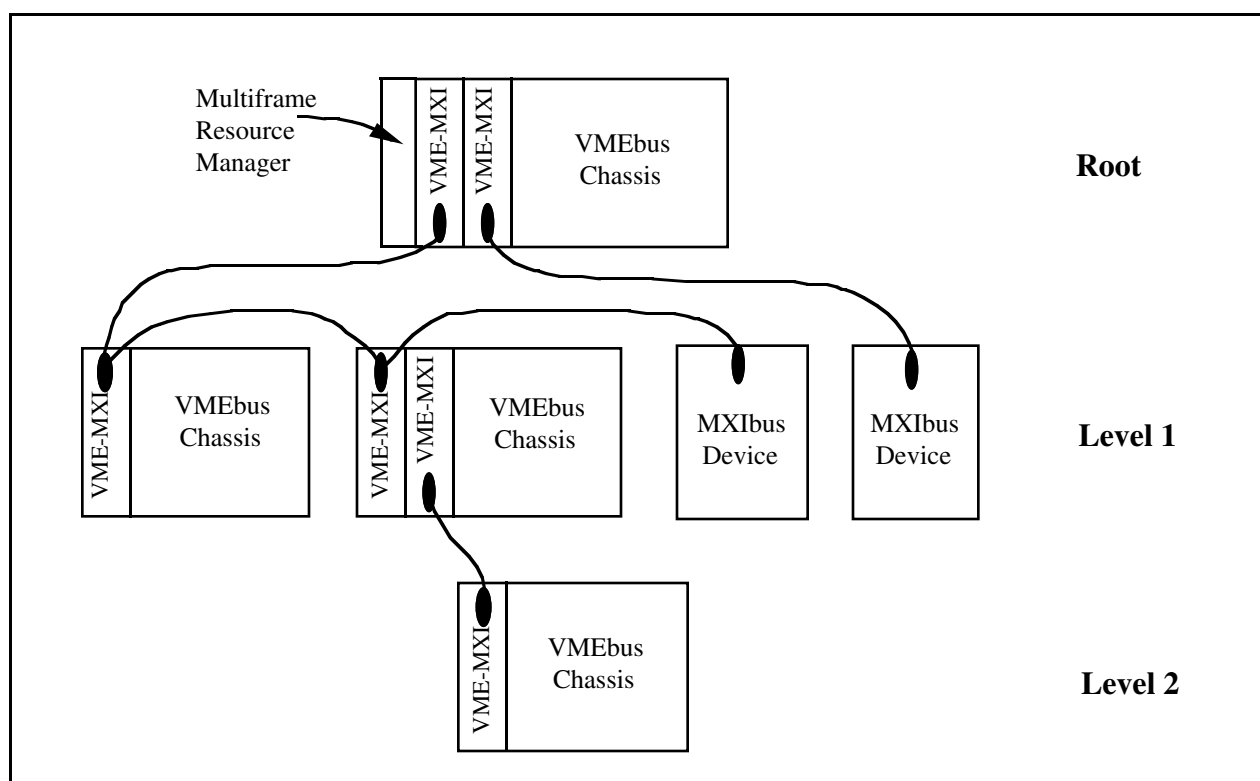 Multiframe
Resource
Manager
VME-MXI
VME-MXI
VMEbus
Chassis
Root
VME-MXI
VMEbus
Chassis
VME-MXI
VME-MXI
VMEbus
Chassis
MXIbus
Device
MXIbus
Device
Level 1
VME-MXI
VMEbus
Chassis
Level 2